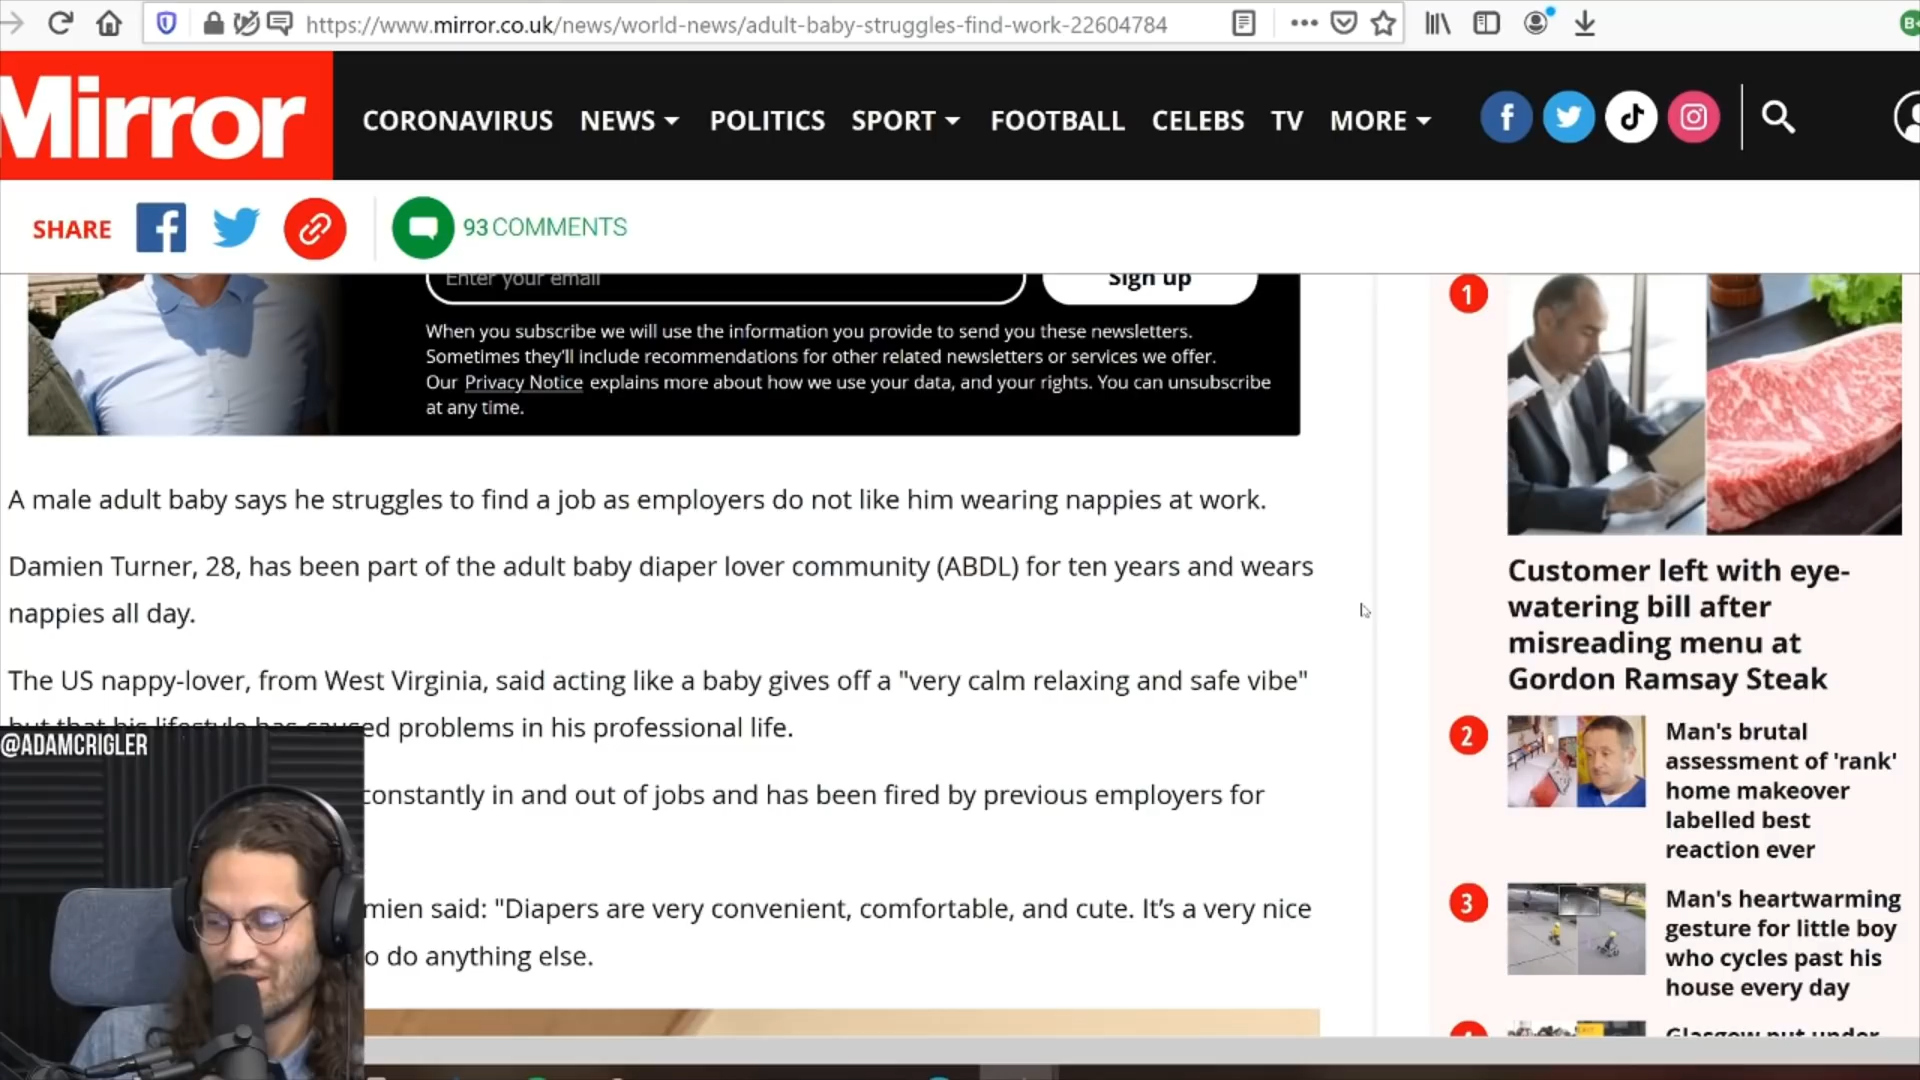 https://www.mirror.co.uk/news/world-news/adult-baby-struggles-find-work-22604784
B
Mirror
CORONAVIRUS NEWS POLITICS SPORT FOOTBALL CELEBS TV MORE
SHARE
93 COMMENTS
Enter your email
Sign up
When you subscribe we will use the information you provide to send you these newsletters.
Sometimes they'll include recommendations for other related newsletters or services we offer.
Our Privacy Notice explains more about how we use your data, and your rights. You can unsubscribe
at any time.
A male adult baby says he struggles to find a job as employers do not like him wearing nappies at work.
Damien Turner, 28, has been part of the adult baby diaper lover community (ABDL) for ten years and wears
nappies all day.
The US nappy-lover, from West Virginia, said acting like a baby gives off a "very calm relaxing and safe vibe"
but that his lifestyle has caused problems in his professional life.
constantly in and out of jobs and has been fired by previous employers for
mien said: "Diapers are very convenient, comfortable, and cute. It's a very nice
o do anything else.
@ADAMCRIGLER
1
Customer left with eye-
watering bill after
misreading menu at
Gordon Ramsay Steak
2
Man's brutal
assessment of 'rank'
home makeover
labelled best
reaction ever
3
Man's heartwarming
gesture for little boy
who cycles past his
house every day
Glasgow put under